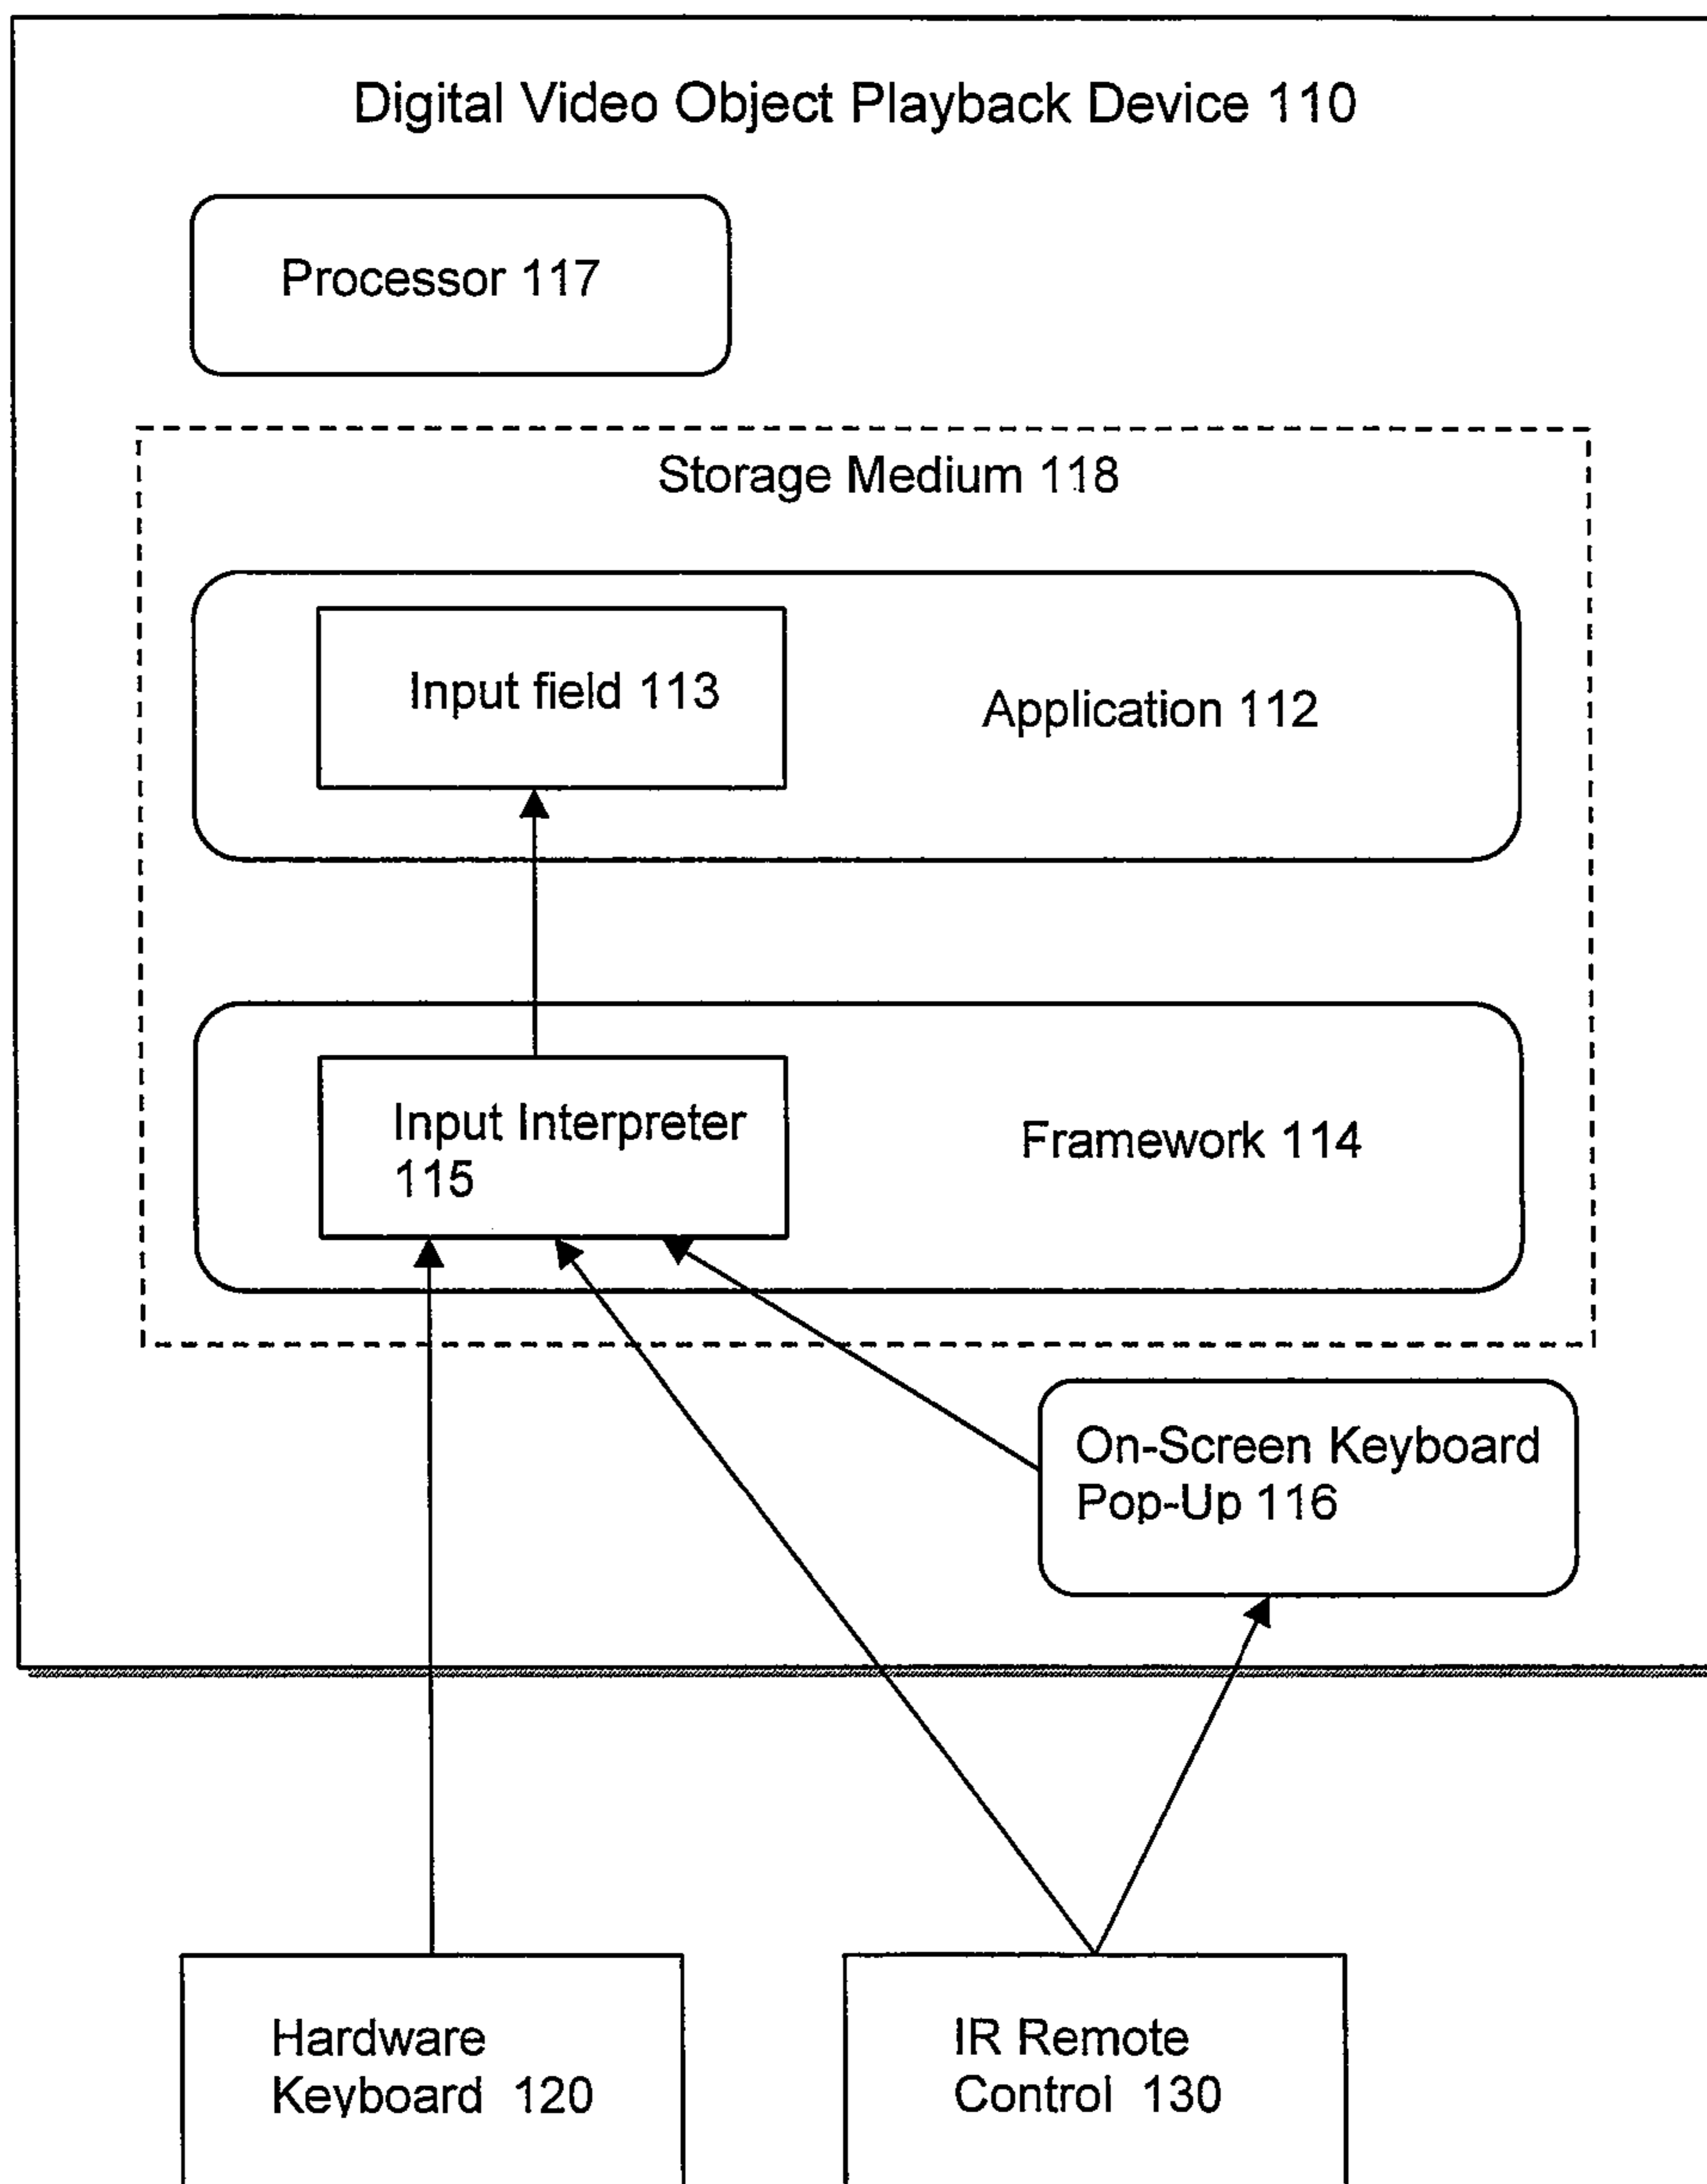 Digital Video Object Playback Device 110
Processor 117
Storage Medium 118
Input field 113
Application 112
Input Interpreter
115
Framework 114
On-Screen Keyboard
Pop-Up 116
Hardware
Keyboard 120
IR Remote
Control 130